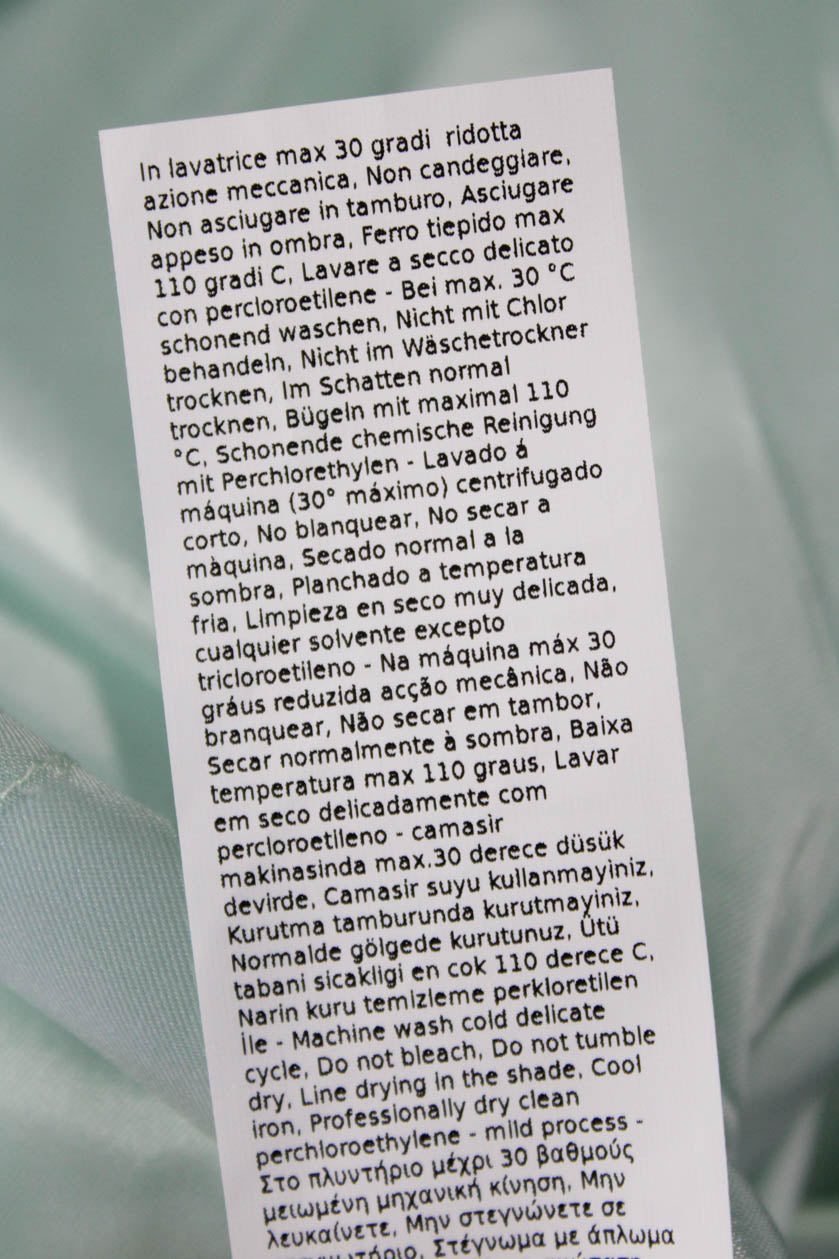 In lavatrice max 30 gradi ridotta
azione meccanica, Non candeggiare,
Non asciugare in tamburo, Asciugare
appeso in ombra, Ferro tiepido max
110 gradi C, Lavare a secco delicato
con percloroetilene - Bei max. 30 °C
schonend waschen, Nicht mit Chlor
behandeln, Nicht im Wäschetrockner
trocknen, Im Schatten normal
trocknen, Bügeln mit maximal 110
°C, Schonende chemische Reinigung
mit Perchlorethylen - Lavado á
máquina (30° máximo) centrifugado
corto, No blanquear, No secar a
màquina, Secado normal a la
sombra, Planchado a temperatura
fria, Limpieza en seco muy delicada,
cualquier solvente excepto
tricloroetileno - Na máquina máx 30
gráus reduzida acção mecânica, Não
branquear, Não secar em tambor,
Secar normalmente à sombra, Baixa
temperatura max 110 graus, Lavar
em seco delicadamente com
percloroetileno - camasir
makinasinda max.30 derece düsük
devirde, Camasir suyu kullanmayiniz,
Kurutma tamburunda kurutmayiniz,
Normalde gölgede kurutunuz, Ütü
tabani sicakligi en cok 110 derece C,
Narin kuru temizleme perkloretilen
İle - Machine wash cold delicate
cycle, Do not bleach, Do not tumble
dry, Line drying in the shade, Cool
iron, Professionally dry clean
perchloroethylene - mild process -
Στο πλυντήριο μέχρι 30 βαθμούς
μειωμένη μηχανική κίνηση, Μην
λευκαίνετε, Μην στεγνώνετε σε
Στέγνωμα με άπλωμα